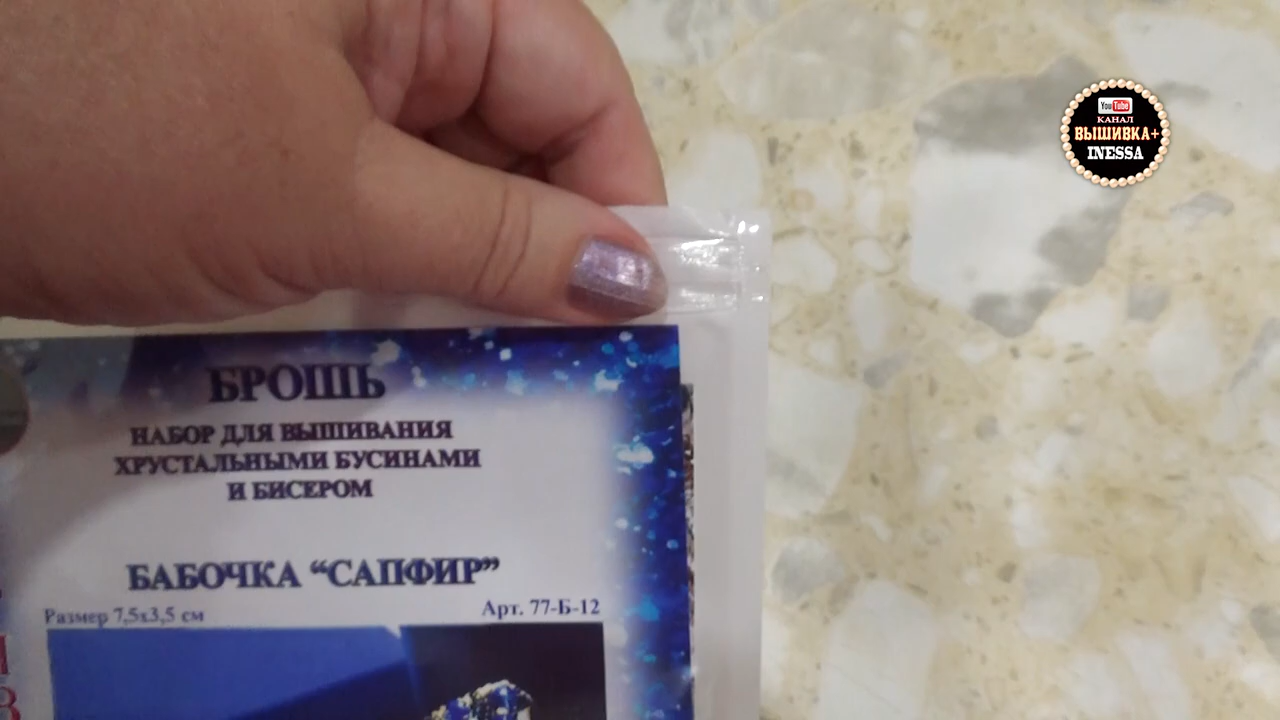 YouTube
КАНАЛ
ВЫШИВКА+
INESSA
БРОШЬ
НАБОР ДЛЯ ВЫШИВАНИЯ
ХРУСТАЛЬНЫМИ БУСИНАМИ
И БИСЕРОМ
БАБОЧКА “САПФИР”
Размер 7,5х3,5 см
Арт. 77-Б-12